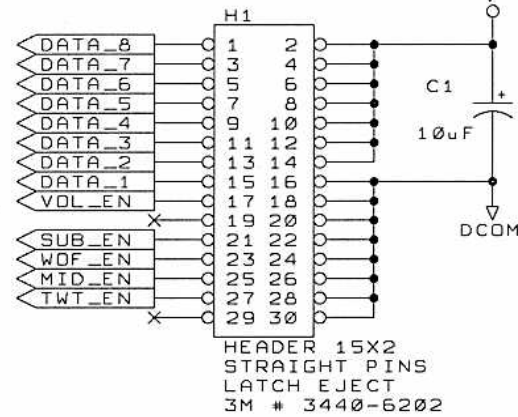 H1
DATA_8 1 2
DATA_7 3 4
DATA_6 5 6 C1 +
DATA_5 7 8
DATA_4 9 10 10uF
DATA_3 11 12
DATA_2 13 14
DATA_1 15 16
VOL_EN 17 18
19 20 DCOM
SUB_EN 21 22
WOF_EN 23 24
MID_EN 25 26
TWT_EN 27 28
29 30
HEADER 15X2
STRAIGHT PINS
LATCH EJECT
3M # 3440-6202